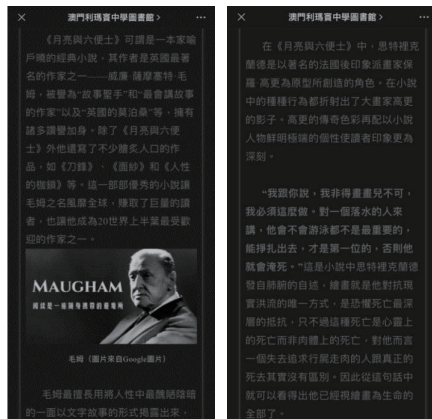 澳門利瑪竇中學圖書館 >
《月亮與六便士》可謂是一本家喻
戶曉的經典小說，其作者是英國最著
名的作家之一——威廉·薩摩塞特·毛
姆，被譽為“故事聖手”和“最會講故事
的作家”以及“英國的莫泊桑”等，擁有
諸多讚譽加身。除了《月亮與六便
士》外他還寫了不少膾炙人口的作
品，如《刀鋒》、《面紗》和《人性
的枷鎖》等。這一部部優秀的小說讓
毛姆之名風靡全球，賺取了巨量的讀
者，也讓他成為20世界上半葉最受歡
迎的作家之一。
MAUGHAM
閱讀是一座隨身攜帶的避難所
毛姆（圖片來自Google圖片）
毛姆最擅長用將人性中最醜陋陰暗
的一面以文字故事的形式揭露出來，
澳門利瑪竇中學圖書館 >
在《月亮與六便士》中，思特裡克
蘭德是以著名的法國後印象派畫家保
羅·高更為原型所創造的角色。在小說
中的種種行為都折射出了大畫家高更
的影子。高更的傳奇色彩再配以小說
人物鮮明極端的個性使讀者印象更為
深刻。
“我跟你說，我非得畫畫兒不可，
我必須這麼做。對一個落水的人來
講，他會不會游泳都不是最重要的，
能掙扎出去，才是第一位的，否則他
就會淹死。”這是小說中思特裡克蘭德
發自肺腑的自述，繪畫就是他對抗現
實洪流的唯一方式，是恐懼死亡最深
層的抵抗，只不過這種死亡是心靈上
的死亡而非肉體上的死亡，對他而言
一個失去追求行屍走肉的人跟真正的
死去其實沒有區別。因此從這句話中
就可以看得出他已經視繪畫為生命的
全部了。